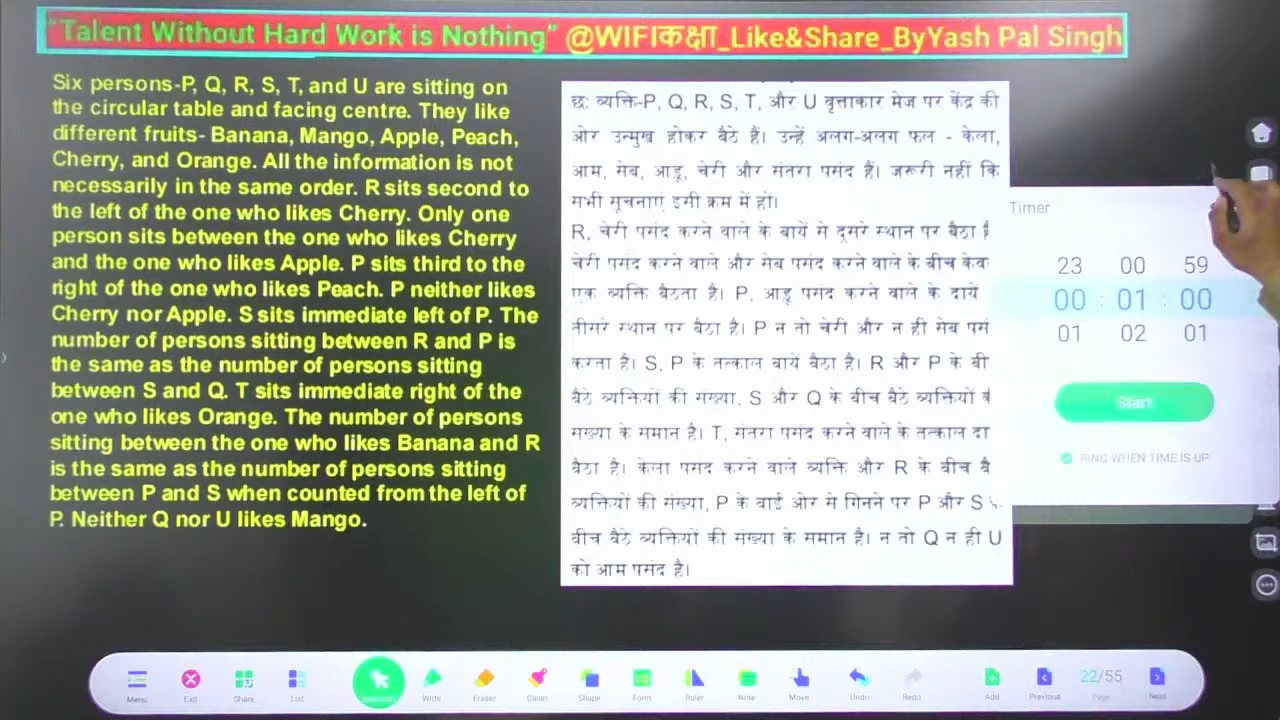 "Talent Without Hard Work is Nothing" @WIFIकक्षा_Like&Share_ByYash Pal Singh
Six persons-P, Q, R, S, T, and U are sitting on
the circular table and facing centre. They like
different fruits- Banana, Mango, Apple, Peach,
Cherry, and Orange. All the information is not
necessarily in the same order. R sits second to
the left of the one who likes Cherry. Only one
person sits between the one who likes Cherry
and the one who likes Apple. P sits third to the
right of the one who likes Peach. P neither likes
Cherry nor Apple. S sits immediate left of P. The
number of persons sitting between R and P is
the same as the number of persons sitting
between S and Q. T sits immediate right of the
one who likes Orange. The number of persons
sitting between the one who likes Banana and R
is the same as the number of persons sitting
between P and S when counted from the left of
P. Neither Q nor U likes Mango.
छः व्यक्ति-P, Q, R, S, T, और U वृत्ताकार मेज पर केंद्र की
ओर उन्मुख होकर बैठे हैं। उन्हें अलग-अलग फल - केला,
आम, सेब, आड़ू, चेरी और संतरा पसंद हैं। जरूरी नहीं कि
सभी सूचनाएं इसी क्रम में हों।
R, चेरी पसंद करने वाले के बायें से दूसरे स्थान पर बैठा
चेरी पसंद करने वाले और सेब पसंद करने वाले के बीच
एक व्यक्ति बैठता है। P, आड़ू पसंद करने वाले के दायें
तीसरे स्थान पर बैठा है। P न तो चेरी और न ही सेब
करता है। S, P के तत्काल बायें बैठा है। R और P के
बैठे व्यक्तियों की संख्या, S और Q के बीच बैठे व्यक्तियों
संख्या के समान है। T, संतरा पसंद करने वाले के तत्काल
बैठा है। केला पसंद करने वाले व्यक्ति और R के बीच
व्यक्तियों की संख्या, P के बाईं ओर से गिनने पर P और S
बीच बैठे व्यक्तियों की संख्या के समान है। न तो Q न ही U
को आम पसंद है।
Timer
23 00 59
00 : 01 : 00
01 02 01
Start
RING WHEN TIME IS UP
Menu Exit Share List Write Eraser Clean Shape Form Ruler Note Move Undo Redo Add Previous 22/55 Page Next